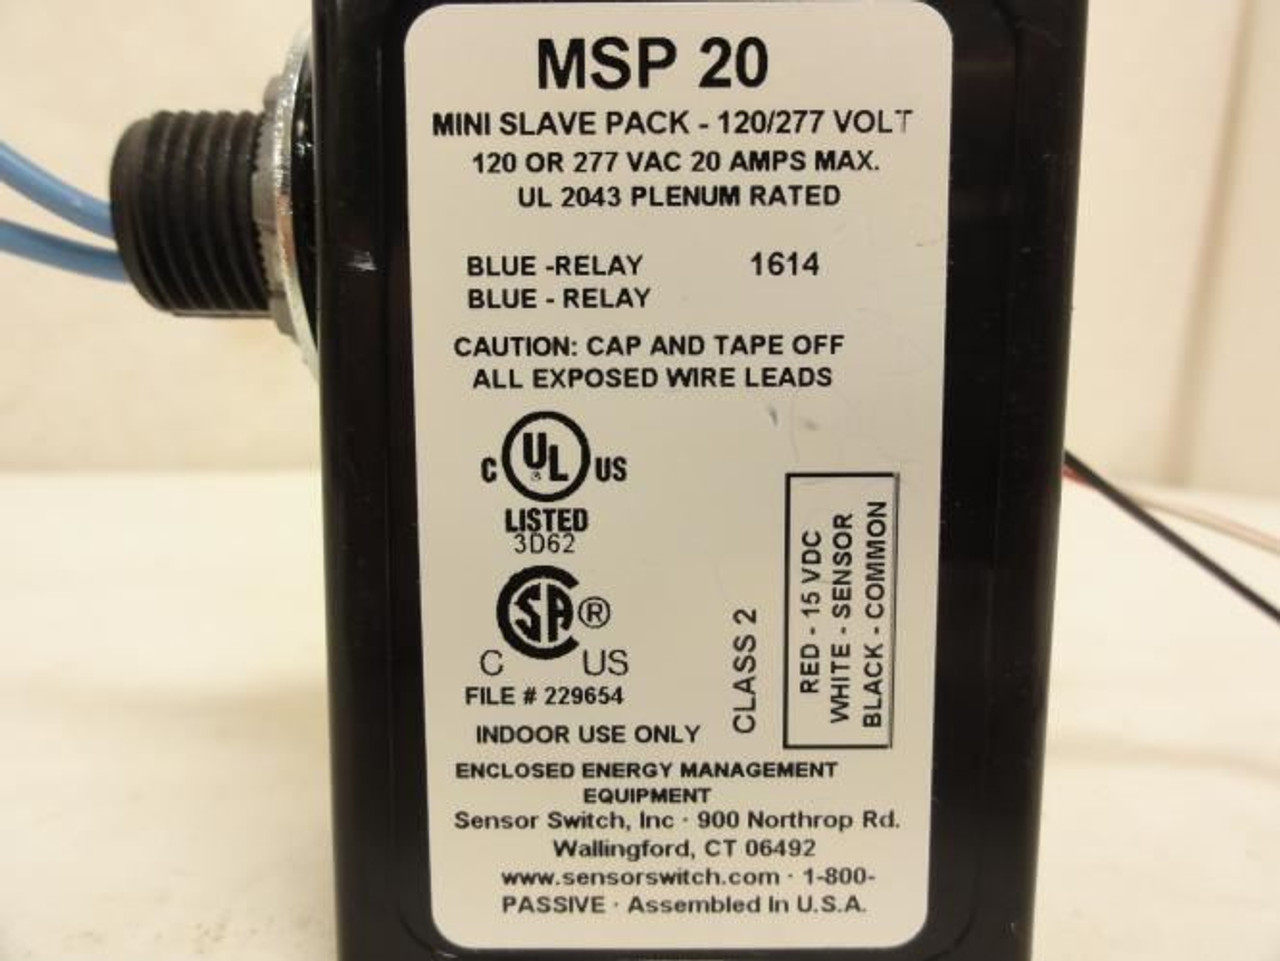 MSP 20
MINI SLAVE PACK - 120/277 VOLT
120 OR 277 VAC 20 AMPS MAX.
UL 2043 PLENUM RATED
BLUE -RELAY 1614
BLUE - RELAY
CAUTION: CAP AND TAPE OFF
ALL EXPOSED WIRE LEADS
C UL US
®
LISTED
3D62
SA ®
C US
FILE # 229654
INDOOR USE ONLY
CLASS 2
RED - 15 VDC
WHITE - SENSOR
BLACK - COMMON
ENCLOSED ENERGY MANAGEMENT
EQUIPMENT
Sensor Switch, Inc · 900 Northrop Rd.
Wallingford, CT 06492
www.sensorswitch.com · 1-800-
PASSIVE · Assembled In U.S.A.